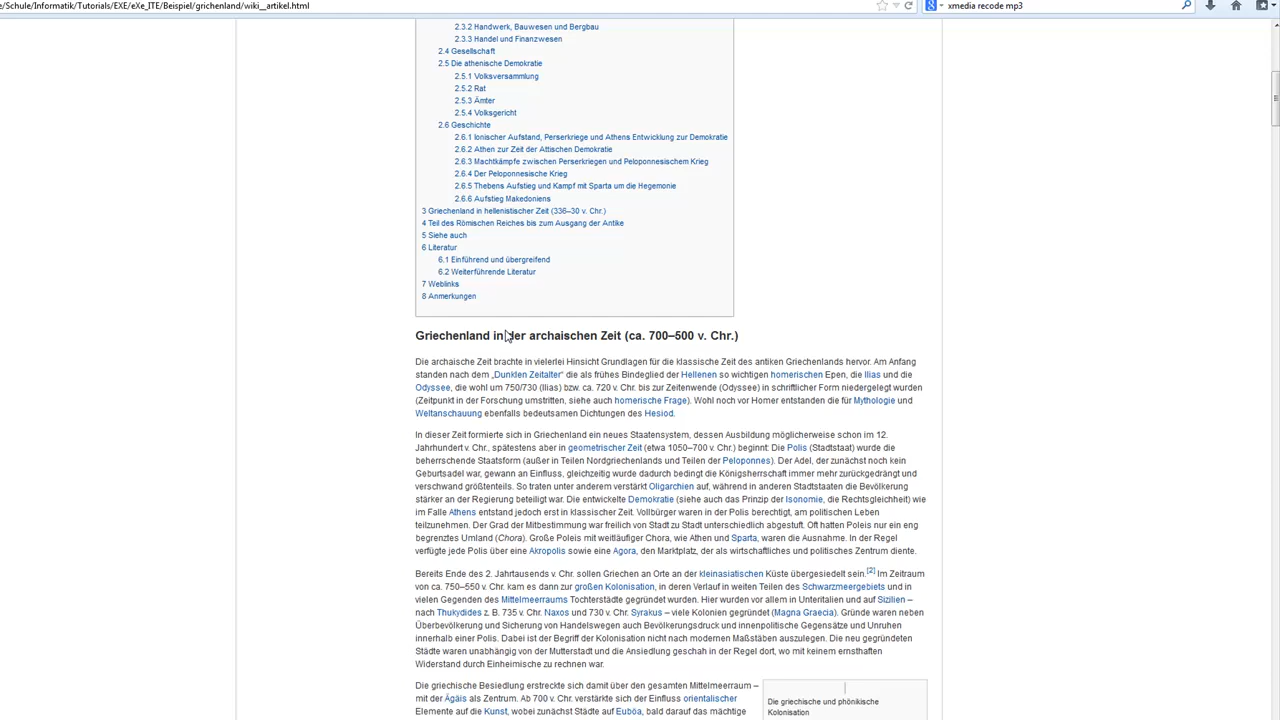 e/Schule/Informatik/Tutorials/EXE/eXe_ITE/Beispiel/grichenland/wiki__artikel.html
xmedia recode mp3
2.3.2 Handwerk, Bauwesen und Bergbau
2.3.3 Handel und Finanzwesen
2.4 Gesellschaft
2.5 Die athenische Demokratie
2.5.1 Volksversammlung
2.5.2 Rat
2.5.3 Ämter
2.5.4 Volksgericht
2.6 Geschichte
2.6.1 Ionischer Aufstand, Perserkriege und Athens Entwicklung zur Demokratie
2.6.2 Athen zur Zeit der Attischen Demokratie
2.6.3 Machtkämpfe zwischen Perserkriegen und Peloponnesischem Krieg
2.6.4 Der Peloponnesische Krieg
2.6.5 Thebens Aufstieg und Kampf mit Sparta um die Hegemonie
2.6.6 Aufstieg Makedoniens
3 Griechenland in hellenistischer Zeit (336–30 v. Chr.)
4 Teil des Römischen Reiches bis zum Ausgang der Antike
5 Siehe auch
6 Literatur
6.1 Einführend und übergreifend
6.2 Weiterführende Literatur
7 Weblinks
8 Anmerkungen
Griechenland in der archaischen Zeit (ca. 700–500 v. Chr.)
Die archaische Zeit brachte in vielerlei Hinsicht Grundlagen für die klassische Zeit des antiken Griechenlands hervor. Am Anfang
standen nach dem „Dunklen Zeitalter“ die als frühes Bindeglied der Hellenen so wichtigen homerischen Epen, die Ilias und die
Odyssee, die wohl um 750/730 (Ilias) bzw. ca. 720 v. Chr. bis zur Zeitenwende (Odyssee) in schriftlicher Form niedergelegt wurden
(Zeitpunkt in der Forschung umstritten, siehe auch homerische Frage). Wohl noch vor Homer entstanden die für Mythologie und
Weltanschauung ebenfalls bedeutsamen Dichtungen des Hesiod.
In dieser Zeit formierte sich in Griechenland ein neues Staatensystem, dessen Ausbildung möglicherweise schon im 12.
Jahrhundert v. Chr., spätestens aber in geometrischer Zeit (etwa 1050–700 v. Chr.) beginnt: Die Polis (Stadtstaat) wurde die
beherrschende Staatsform (außer in Teilen Nordgriechenlands und Teilen der Peloponnes). Der Adel, der zunächst noch kein
Geburtsadel war, gewann an Einfluss, gleichzeitig wurde dadurch bedingt die Königsherrschaft immer mehr zurückgedrängt und
verschwand größtenteils. So traten unter anderem verstärkt Oligarchien auf, während in anderen Stadtstaaten die Bevölkerung
stärker an der Regierung beteiligt war. Die entwickelte Demokratie (siehe auch das Prinzip der Isonomie, die Rechtsgleichheit) wie
im Falle Athens entstand jedoch erst in klassischer Zeit. Vollbürger waren in der Polis berechtigt, am politischen Leben
teilzunehmen. Der Grad der Mitbestimmung war freilich von Stadt zu Stadt unterschiedlich abgestuft. Oft hatten Poleis nur ein eng
begrenztes Umland (Chora). Große Poleis mit weitläufiger Chora, wie Athen und Sparta, waren die Ausnahme. In der Regel
verfügte jede Polis über eine Akropolis sowie eine Agora, den Marktplatz, der als wirtschaftliches und politisches Zentrum diente.
Bereits Ende des 2. Jahrtausends v. Chr. sollen Griechen an Orte an der kleinasiatischen Küste übergesiedelt sein.[2] Im Zeitraum
von ca. 750–550 v. Chr. kam es dann zur großen Kolonisation, in deren Verlauf in weiten Teilen des Schwarzmeergebiets und in
vielen Gegenden des Mittelmeerraums Tochterstädte gegründet wurden. Hier wurden vor allem in Unteritalien und auf Sizilien –
nach Thukydides z. B. 735 v. Chr. Naxos und 730 v. Chr. Syrakus – viele Kolonien gegründet (Magna Graecia). Gründe waren neben
Überbevölkerung und Sicherung von Handelswegen auch Bevölkerungsdruck und innenpolitische Gegensätze und Unruhen
innerhalb einer Polis. Dabei ist der Begriff der Kolonisation nicht nach modernen Maßstäben auszulegen. Die neu gegründeten
Städte waren unabhängig von der Mutterstadt und die Ansiedlung geschah in der Regel dort, wo mit keinem ernsthaften
Widerstand durch Einheimische zu rechnen war.
Die griechische Besiedlung erstreckte sich damit über den gesamten Mittelmeerraum –
mit der Ägäis als Zentrum. Ab 700 v. Chr. verstärkte sich der Einfluss orientalischer
Elemente auf die Kunst, wobei zunächst Städte auf Euböa, bald darauf das mächtige
Die griechische und phönikische
Kolonisation